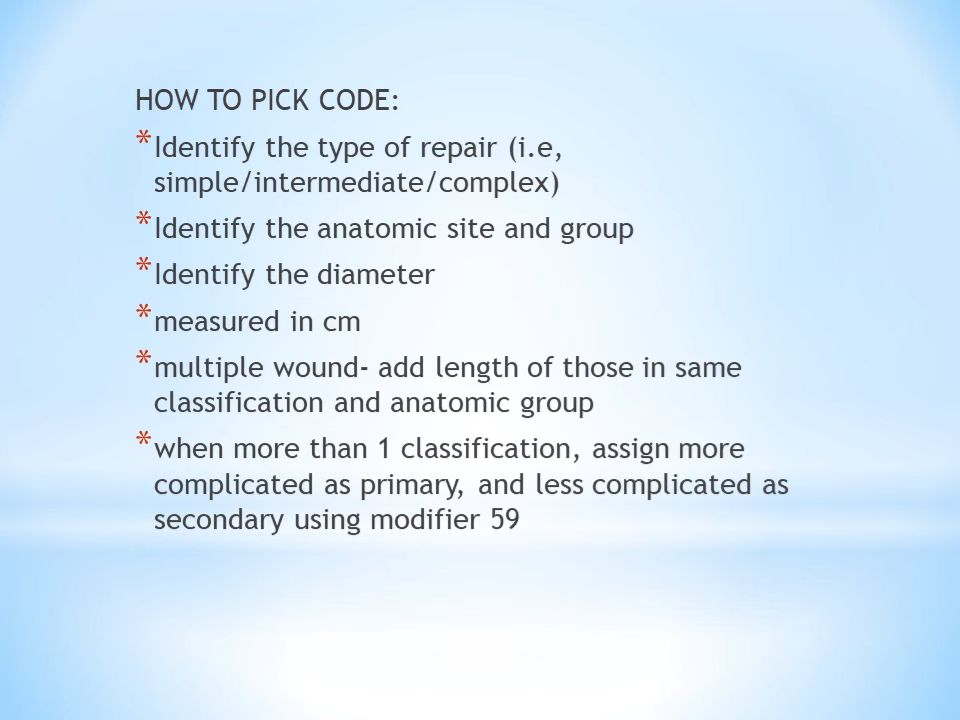 HOW TO PICK CODE:
*Identify the type of repair (i.e,
simple/intermediate/complex)
*Identify the anatomic site and group
*Identify the diameter
*measured in cm
*multiple wound- add length of those in same
classification and anatomic group
*when more than 1 classification, assign more
complicated as primary, and less complicated as
secondary using modifier 59